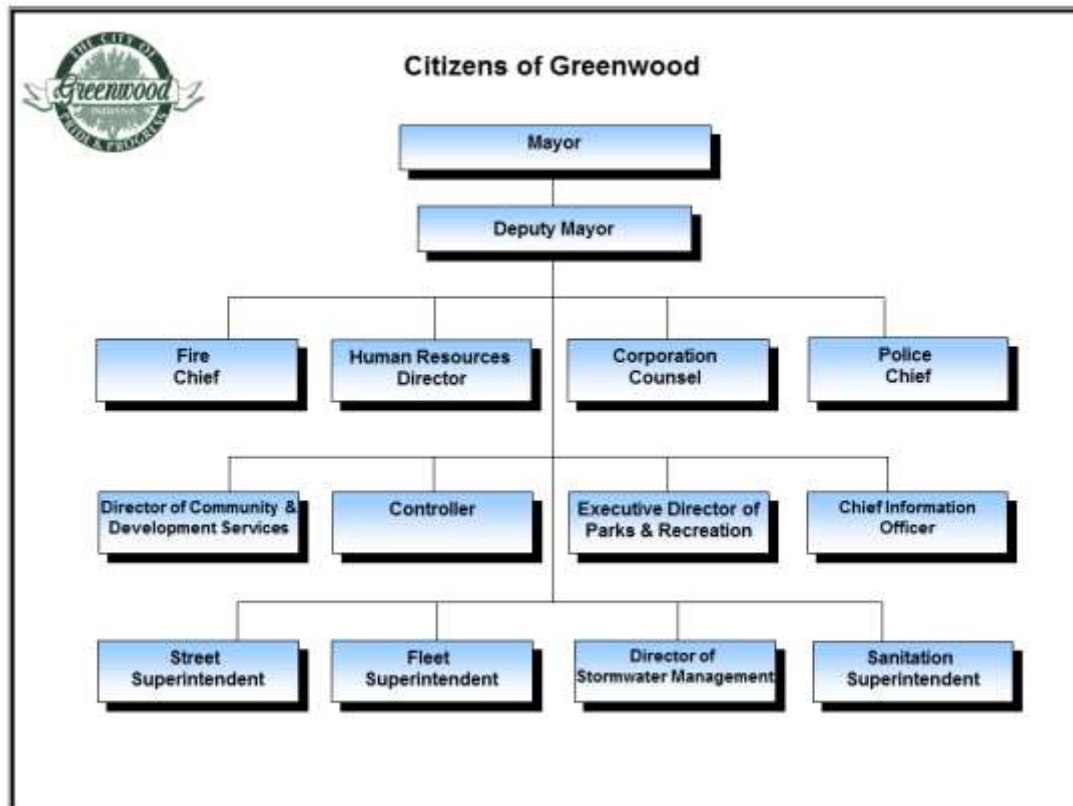 THE CITY OF
Greenwood
INDIANA
PRIDE & PROGRESS
Citizens of Greenwood
Mayor
Deputy Mayor
Fire
Chief
Human Resources
Director
Corporation
Counsel
Police
Chief
Director of Community &
Development Services
Controller
Executive Director of
Parks & Recreation
Chief Information
Officer
Street
Superintendent
Fleet
Superintendent
Director of
Stormwater Management
Sanitation
Superintendent